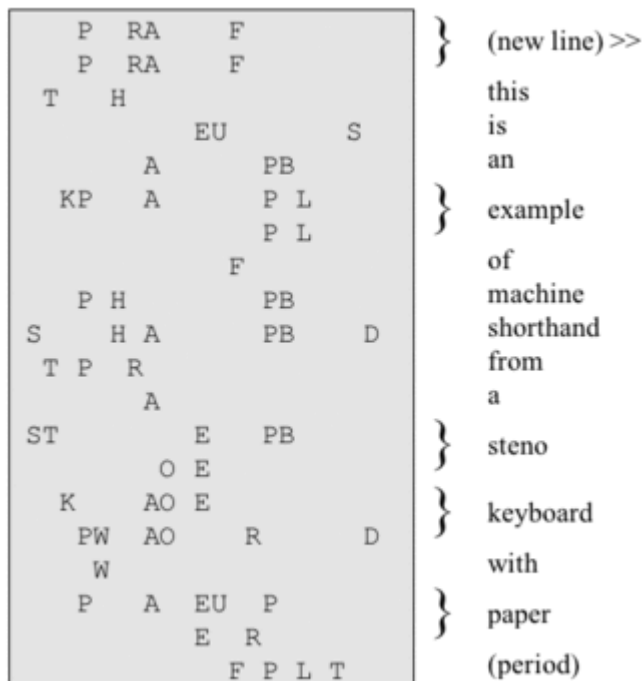 P RA F } (new line) >>
P RA F
T H this
EU S is
A PB an
KP A P L } example
P L
F of
P H PB machine
S H A PB D shorthand
T P R from
A a
ST E PB } steno
O E
K AO E } keyboard
PW AO R D
W with
P A EU P } paper
E R
F P L T (period)